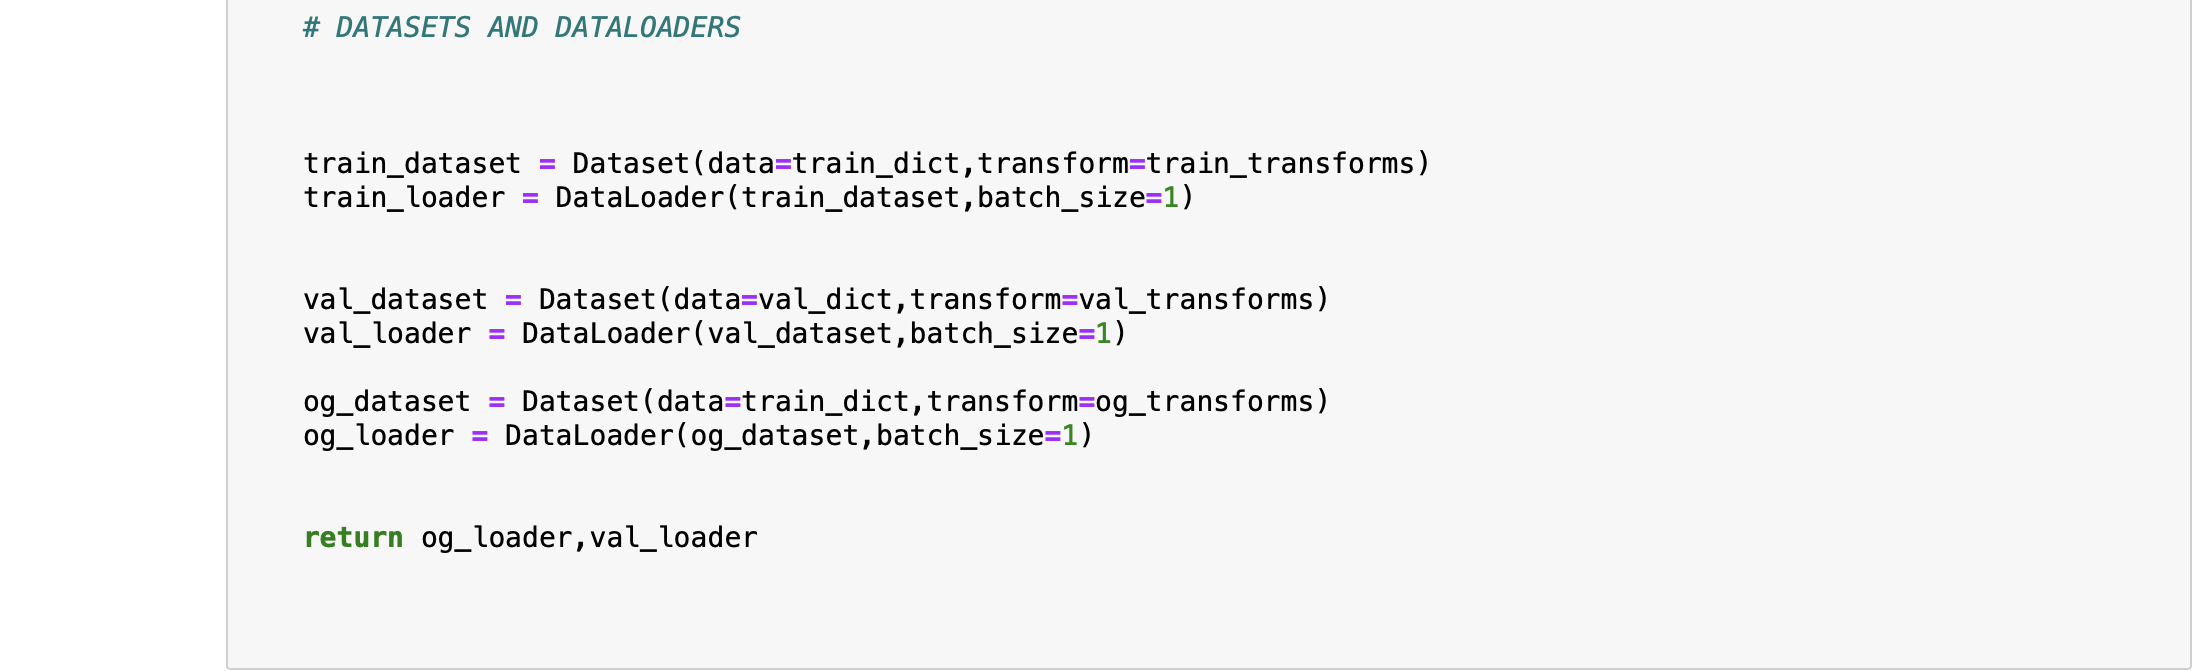 # DATASETS AND DATALOADERS
train_dataset = Dataset(data=train_dict,transform=train_transforms)
train_loader = DataLoader(train_dataset,batch_size=1)
val_dataset = Dataset(data=val_dict,transform=val_transforms)
val_loader = DataLoader(val_dataset,batch_size=1)
og_dataset = Dataset(data=train_dict,transform=og_transforms)
og_loader = DataLoader(og_dataset,batch_size=1)
return og_loader,val_loader